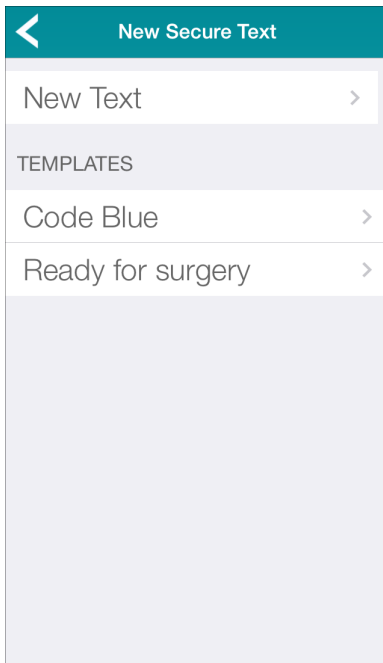 New Secure Text
New Text
TEMPLATES
Code Blue
Ready for surgery